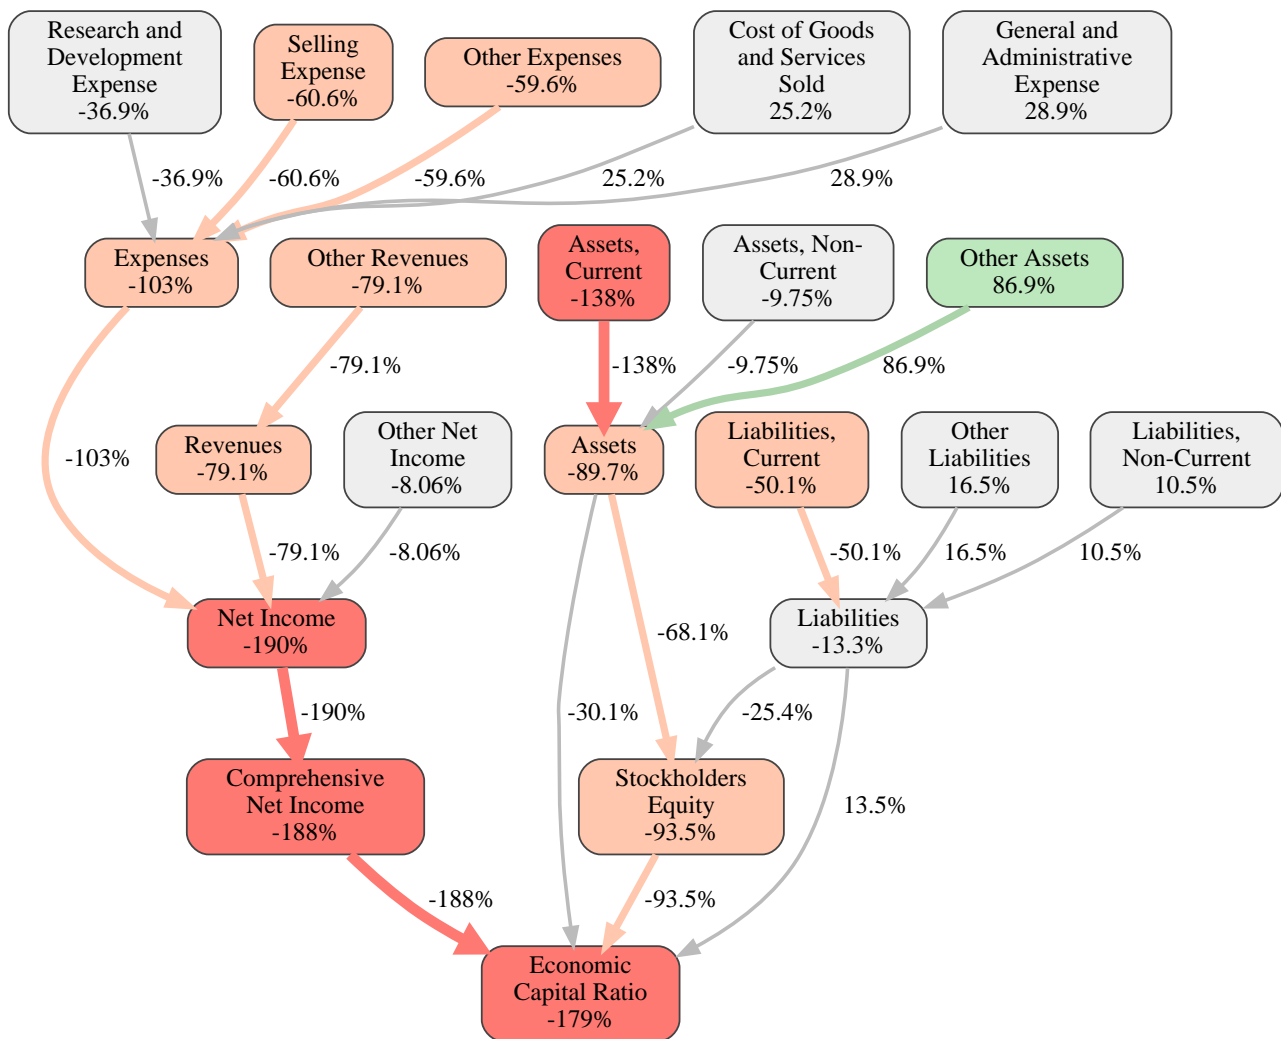 Research and
Development
Expense
-36.9%
Selling
Expense
-60.6%
Other Expenses
-59.6%
Cost of Goods
and Services
Sold
25.2%
General and
Administrative
Expense
28.9%
-36.9%
-60.6%
-59.6%
25.2%
28.9%
Expenses
-103%
Other Revenues
-79.1%
Assets,
Current
-138%
Assets, Non-
Current
-9.75%
Other Assets
86.9%
-79.1%
-138%
-9.75%
86.9%
-103%
Revenues
-79.1%
Other Net
Income
-8.06%
Assets
-89.7%
Liabilities,
Current
-50.1%
Other
Liabilities
16.5%
Liabilities,
Non-Current
10.5%
-79.1%
-8.06%
-50.1%
16.5%
10.5%
Net Income
-190%
-68.1%
Liabilities
-13.3%
-190%
-30.1%
-25.4%
Comprehensive
Net Income
-188%
Stockholders
Equity
-93.5%
13.5%
-188%
-93.5%
Economic
Capital Ratio
-179%